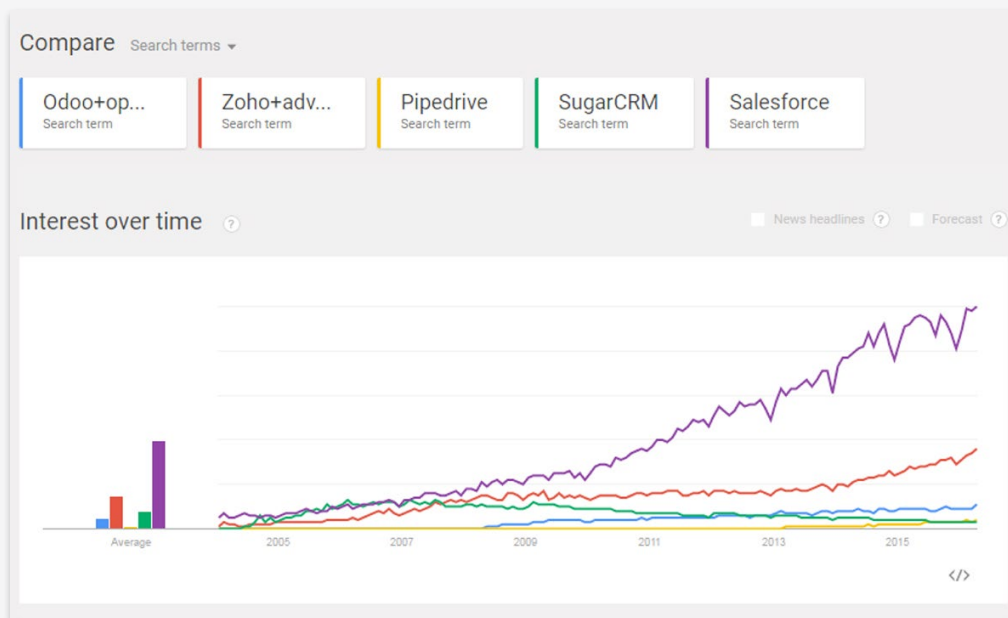 Compare Search terms
Odoo+op... Zoho+adv... Pipedrive SugarCRM Salesforce
Search term Search term Search term Search term Search term
Interest over time ? News headlines ? Forecast ?
Average 2005 2007 2009 2011 2013 2015
</>